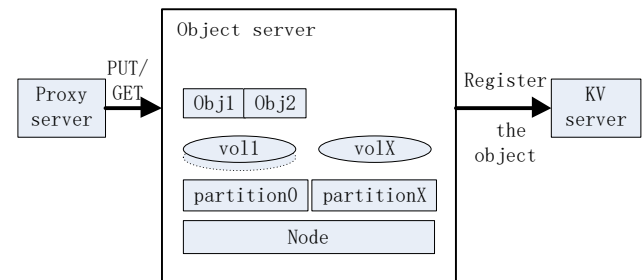 Object server
PUT/
GET
Proxy
server
Obj1 Obj2
Register
the
object
KV
server
vol1 volX
partition0 partitionX
Node